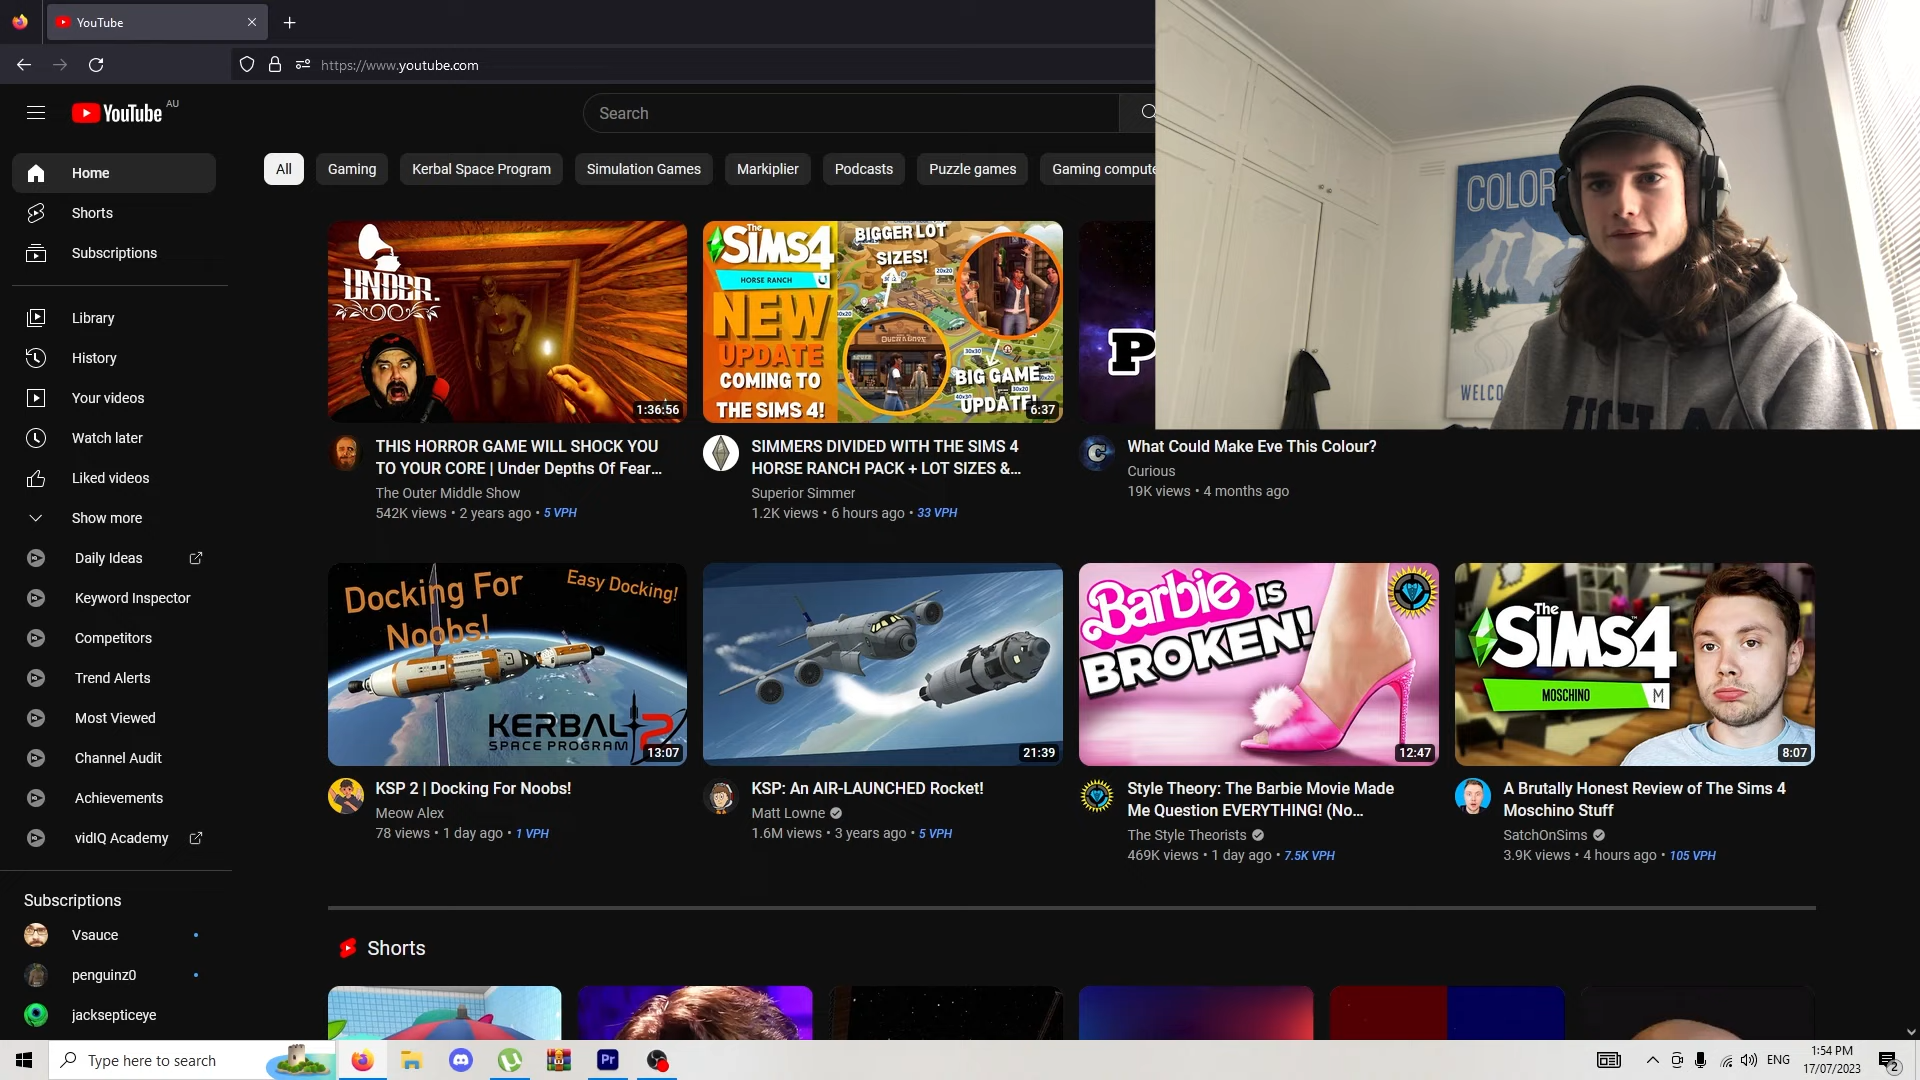 YouTube
https://www.youtube.com
YouTube AU
Search
Home
Shorts
Subscriptions
Library
History
Your videos
Watch later
Liked videos
Show more
Daily Ideas
Keyword Inspector
Competitors
Trend Alerts
Most Viewed
Channel Audit
Achievements
vidIQ Academy
Subscriptions
Vsauce
penguinz0
jacksepticeye
All
Gaming
Kerbal Space Program
Simulation Games
Markiplier
Podcasts
Puzzle games
Gaming compute
UNDER.
1:36:56
THIS HORROR GAME WILL SHOCK YOU
TO YOUR CORE | Under Depths Of Fear...
The Outer Middle Show
542K views • 2 years ago • 5 VPH
The SIMS 4
HORSE RANCH
NEW
UPDATE
COMING TO
THE SIMS 4!
BIGGER LOT
SIZES!
BIG GAME
UPDATE!
6:37
SIMMERS DIVIDED WITH THE SIMS 4
HORSE RANCH PACK + LOT SIZES &...
Superior Simmer
1.2K views • 6 hours ago • 33 VPH
P
What Could Make Eve This Colour?
Curious
19K views • 4 months ago
COLOR
WELCO
Docking For
Noobs!
Easy Docking!
KERBAL
SPACE PROGRAM 2
13:07
KSP 2 | Docking For Noobs!
Meow Alex
78 views • 1 day ago • 1 VPH
21:39
KSP: An AIR-LAUNCHED Rocket!
Matt Lowne
1.6M views • 3 years ago • 5 VPH
Barbie IS
BROKEN!
12:47
Style Theory: The Barbie Movie Made
Me Question EVERYTHING! (No...
The Style Theorists
469K views • 1 day ago • 7.5K VPH
The SIMS 4
MOSCHINO M
8:07
A Brutally Honest Review of The Sims 4
Moschino Stuff
SatchOnSims
3.9K views • 4 hours ago • 105 VPH
Shorts
Type here to search
Pr
ENG
1:54 PM
17/07/2023
2